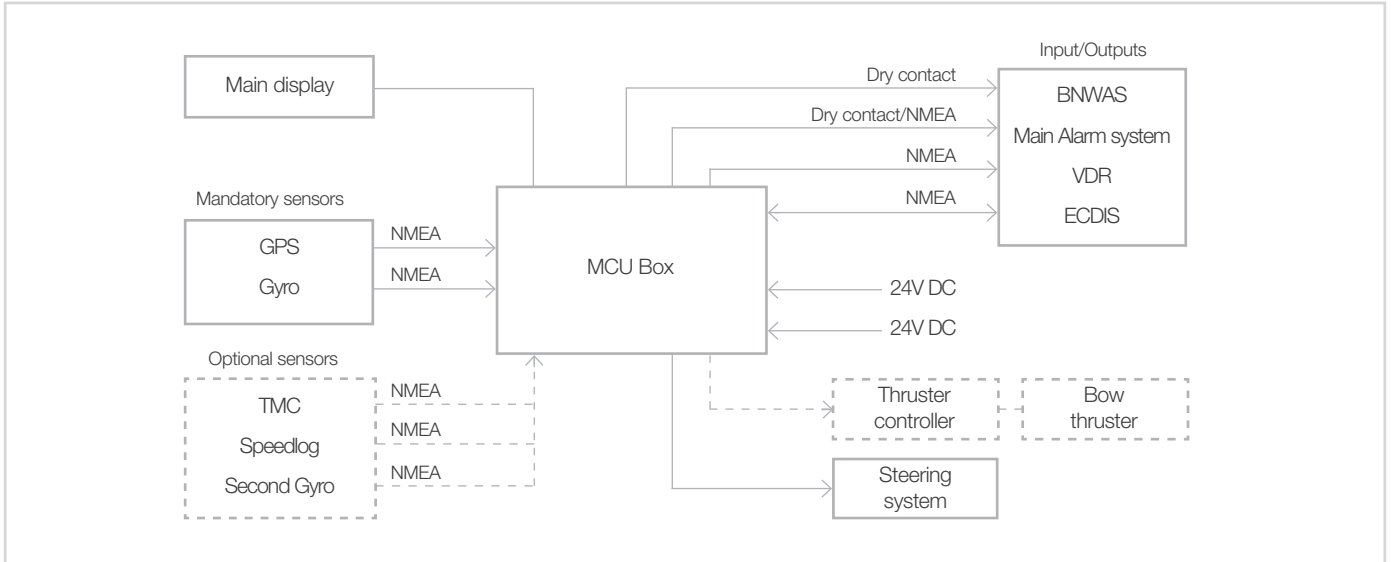 Main display
Mandatory sensors
GPS
Gyro
NMEA
NMEA
Optional sensors
TMC
Speedlog
Second Gyro
NMEA
NMEA
NMEA
MCU Box
Dry contact
Dry contact/NMEA
NMEA
NMEA
Input/Outputs
BNWAS
Main Alarm system
VDR
ECDIS
24V DC
24V DC
Thruster
controller
Bow
thruster
Steering
system